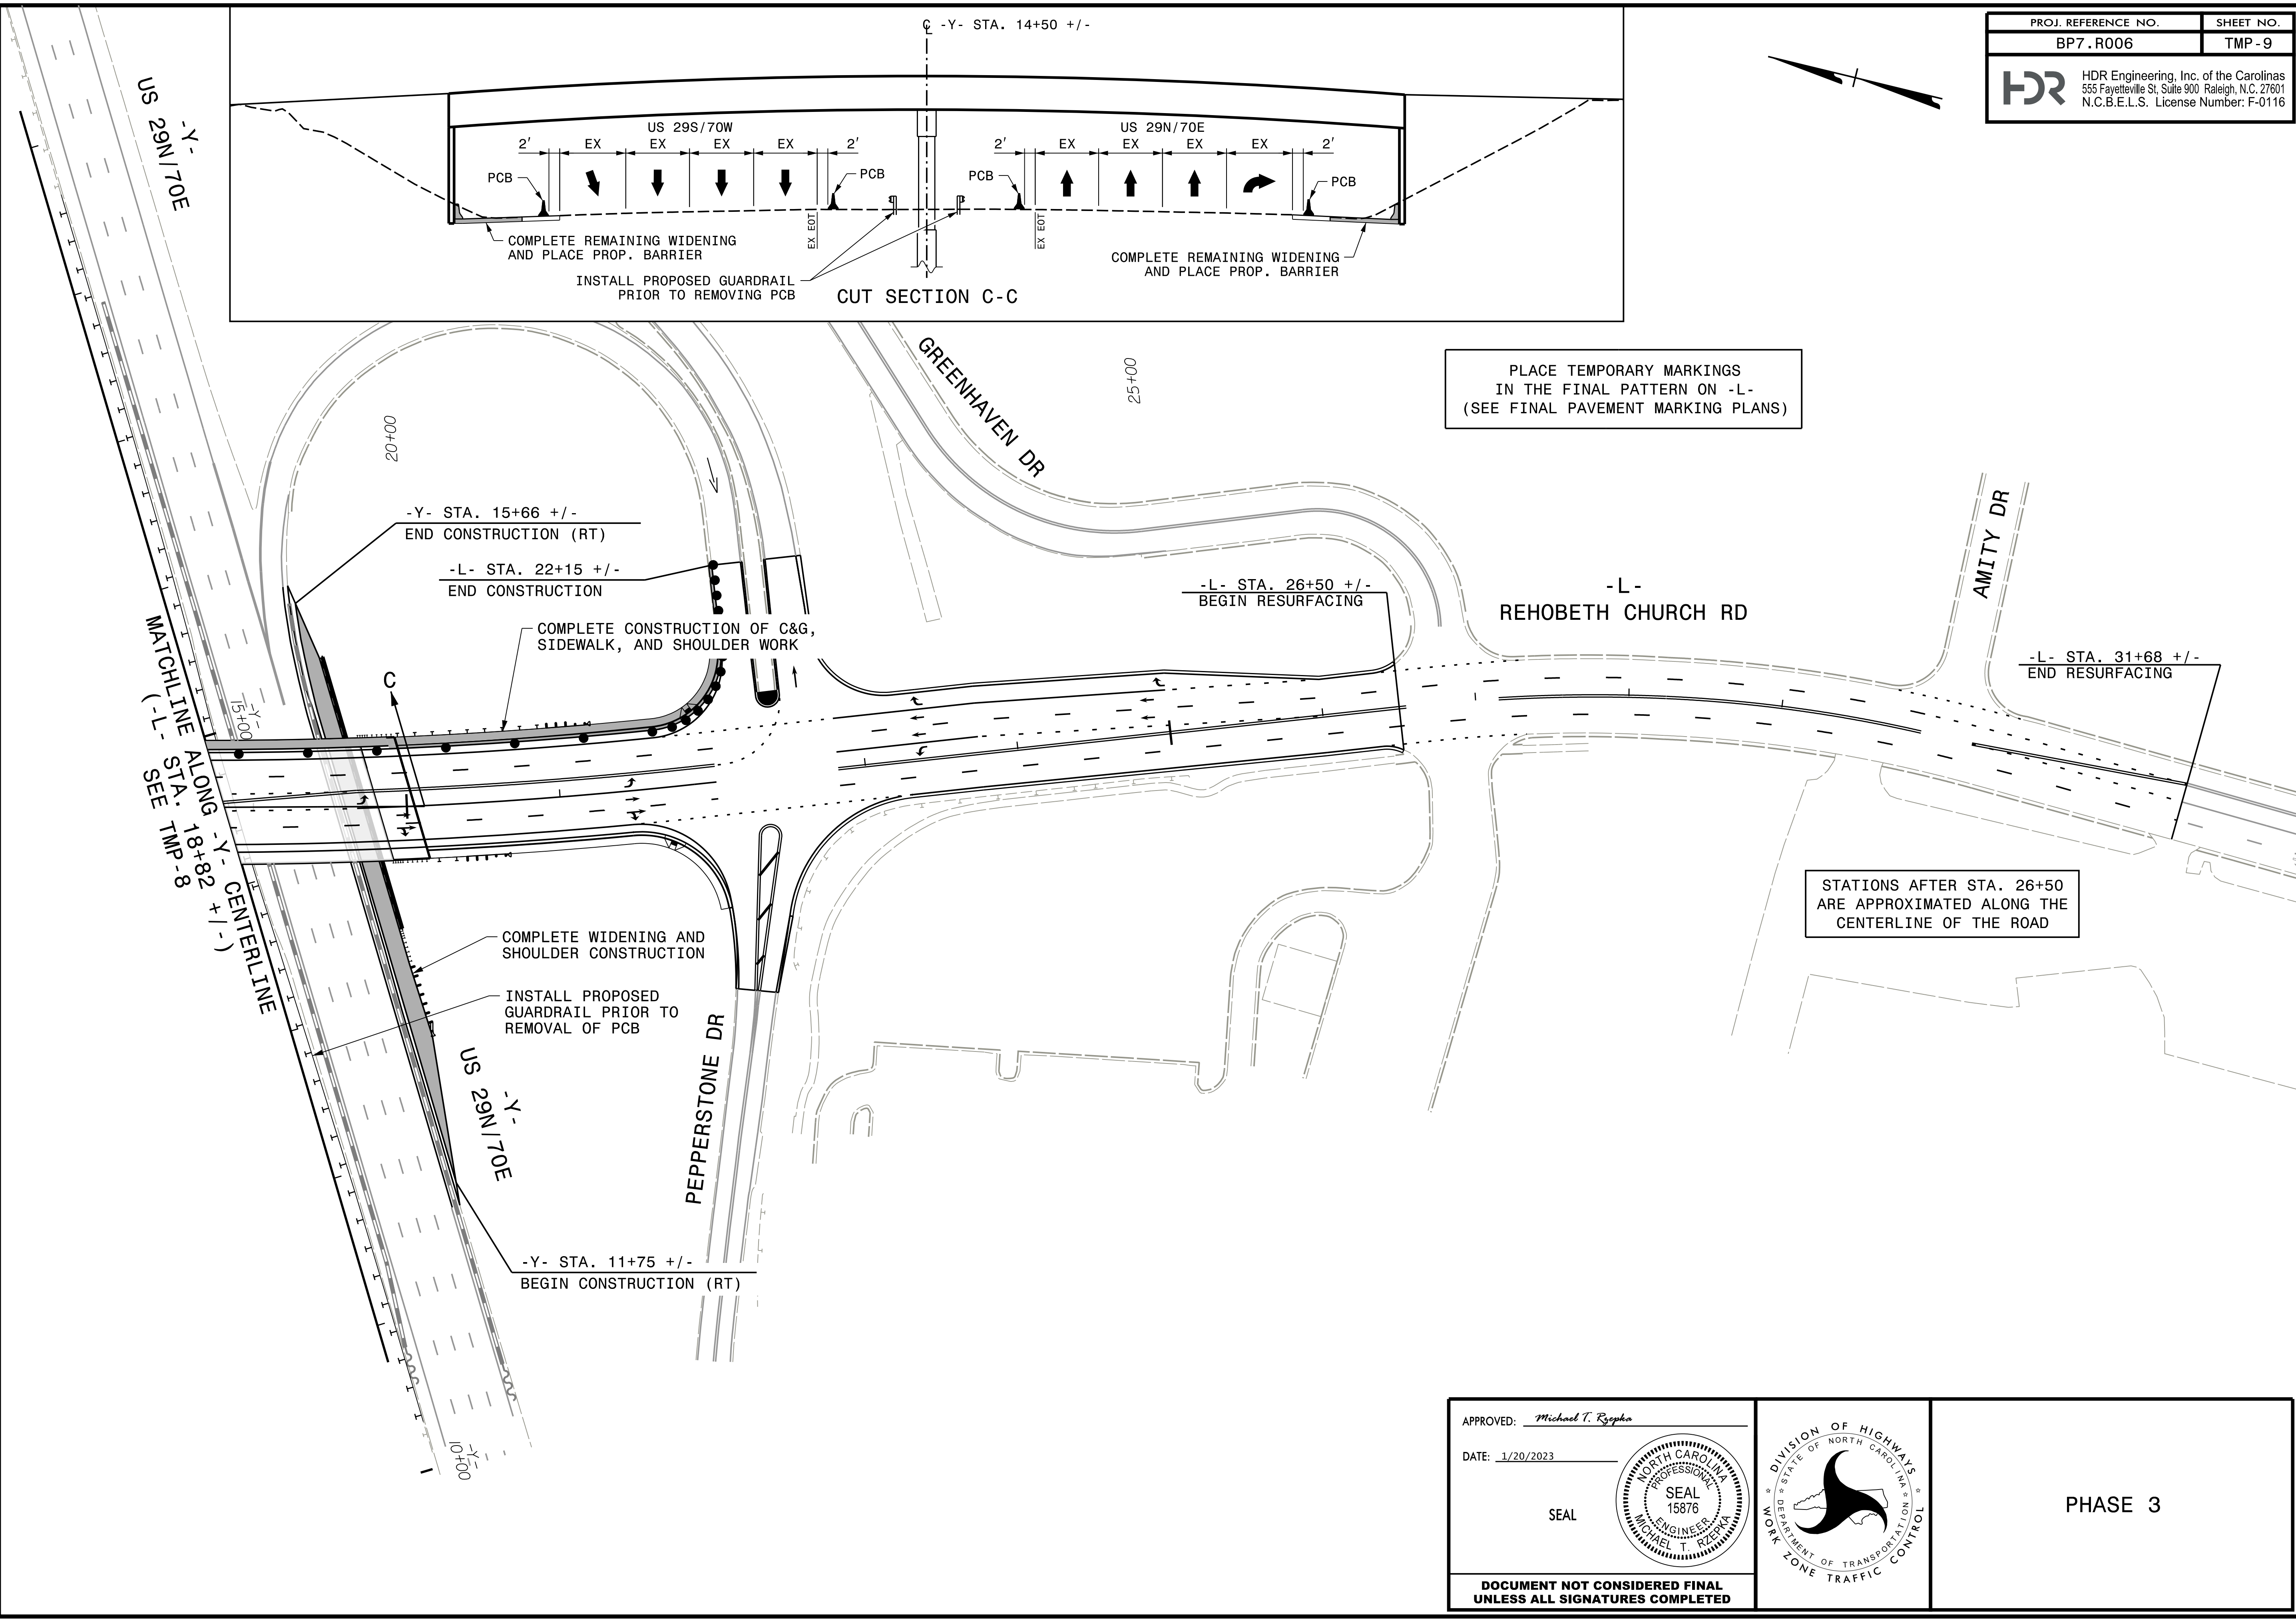 ℄ -Y- STA. 14+50 +/-
PROJ. REFERENCE NO.
SHEET NO.
BP7.R006
TMP-9
HDR
HDR Engineering, Inc. of the Carolinas
555 Fayetteville St, Suite 900 Raleigh, N.C. 27601
N.C.B.E.L.S. License Number: F-0116
US 29S/70W
2' EX EX EX EX 2'
PCB
PCB
US 29N/70E
2' EX EX EX EX 2'
PCB
PCB
EX EOT
EX EOT
COMPLETE REMAINING WIDENING
AND PLACE PROP. BARRIER
INSTALL PROPOSED GUARDRAIL
PRIOR TO REMOVING PCB
COMPLETE REMAINING WIDENING
AND PLACE PROP. BARRIER
CUT SECTION C-C
-Y-
US 29N/70E
GREENHAVEN DR
20+00
25+00
PLACE TEMPORARY MARKINGS
IN THE FINAL PATTERN ON -L-
(SEE FINAL PAVEMENT MARKING PLANS)
AMITY DR
-Y- STA. 15+66 +/-
END CONSTRUCTION (RT)
-L- STA. 22+15 +/-
END CONSTRUCTION
COMPLETE CONSTRUCTION OF C&G,
SIDEWALK, AND SHOULDER WORK
-L- STA. 26+50 +/-
BEGIN RESURFACING
-L-
REHOBETH CHURCH RD
-L- STA. 31+68 +/-
END RESURFACING
C
-Y-
15+00
MATCHLINE ALONG -Y- CENTERLINE
(-L- STA. 18+82 +/-)
SEE TMP-8
STATIONS AFTER STA. 26+50
ARE APPROXIMATED ALONG THE
CENTERLINE OF THE ROAD
COMPLETE WIDENING AND
SHOULDER CONSTRUCTION
INSTALL PROPOSED
GUARDRAIL PRIOR TO
REMOVAL OF PCB
-Y-
US 29N/70E
PEPPERSTONE DR
-Y- STA. 11+75 +/-
BEGIN CONSTRUCTION (RT)
-Y-
10+00
APPROVED: Michael T. Rzepka
DATE: 1/20/2023
SEAL
NORTH CAROLINA
PROFESSIONAL
SEAL
15876
ENGINEER
MICHAEL T. RZEPKA
DOCUMENT NOT CONSIDERED FINAL
UNLESS ALL SIGNATURES COMPLETED
DIVISION OF HIGHWAYS
WORK ZONE TRAFFIC CONTROL
STATE OF NORTH CAROLINA
DEPARTMENT OF TRANSPORTATION
PHASE 3